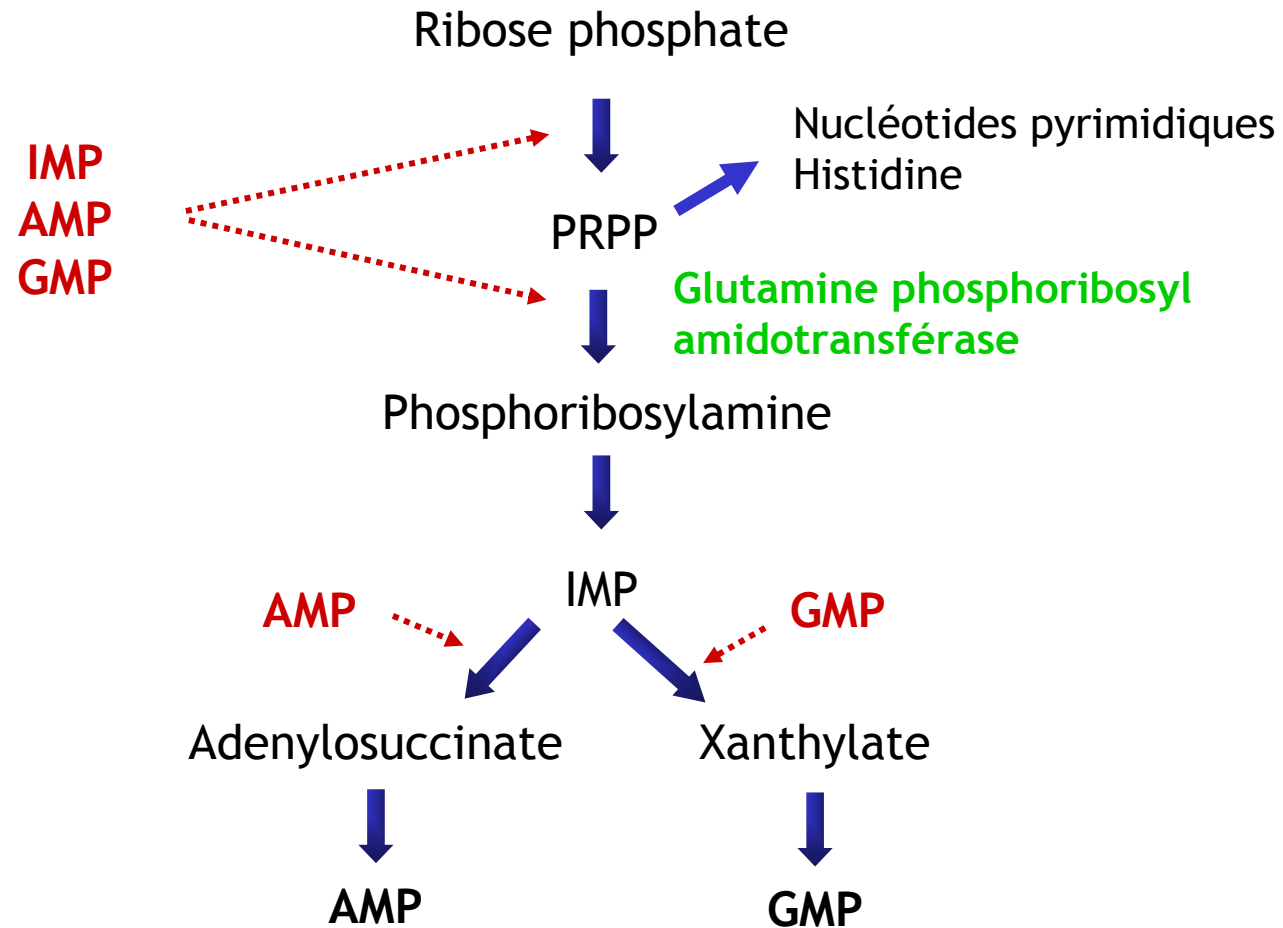 Ribose phosphate
Nucléotides pyrimidiques
Histidine
IMP
AMP
GMP
PRPP
Glutamine phosphoribosyl
amidotransférase
Phosphoribosylamine
IMP
AMP
GMP
Adenylosuccinate
Xanthylate
AMP
GMP